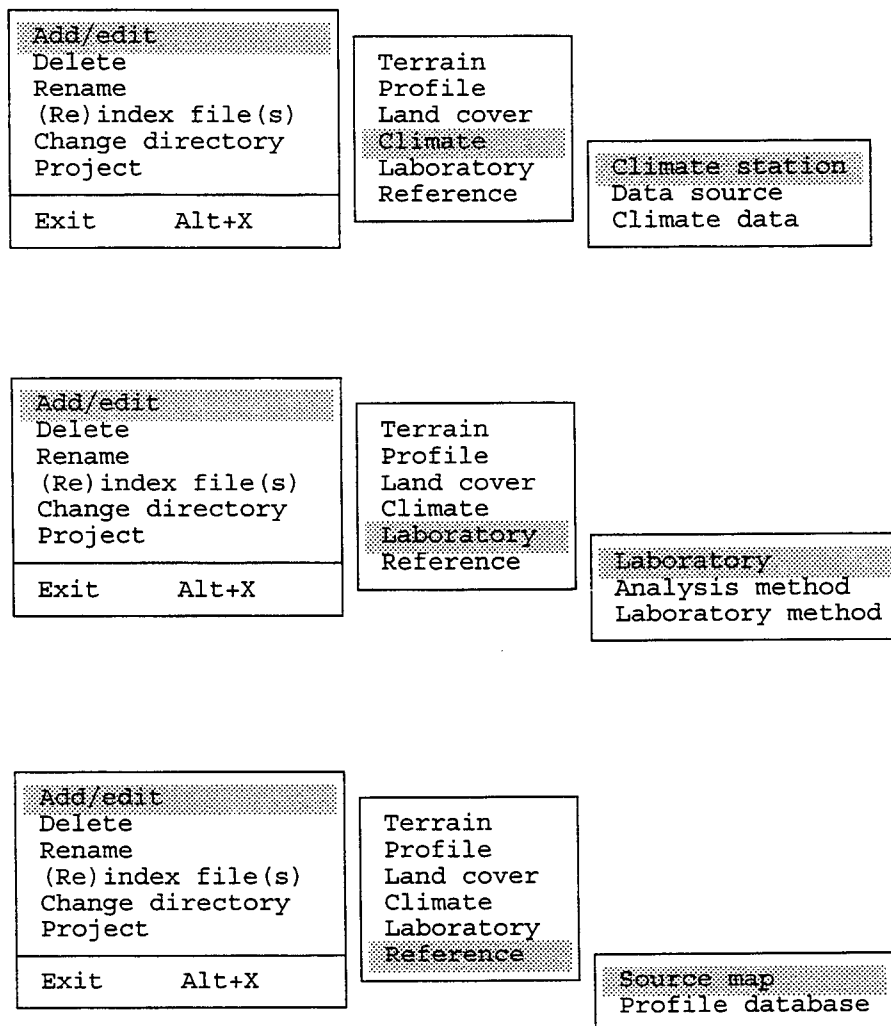 Add/edit
Delete
Rename
(Re)index file(s)
Change directory
Project
Exit Alt+X
Terrain
Profile
Land cover
Climate
Laboratory
Reference
Climate station
Data source
Climate data
Add/edit
Delete
Rename
(Re)index file(s)
Change directory
Project
Exit Alt+X
Terrain
Profile
Land cover
Climate
Laboratory
Reference
Laboratory
Analysis method
Laboratory method
Add/edit
Delete
Rename
(Re)index file(s)
Change directory
Project
Exit Alt+X
Terrain
Profile
Land cover
Climate
Laboratory
Reference
Source map
Profile database